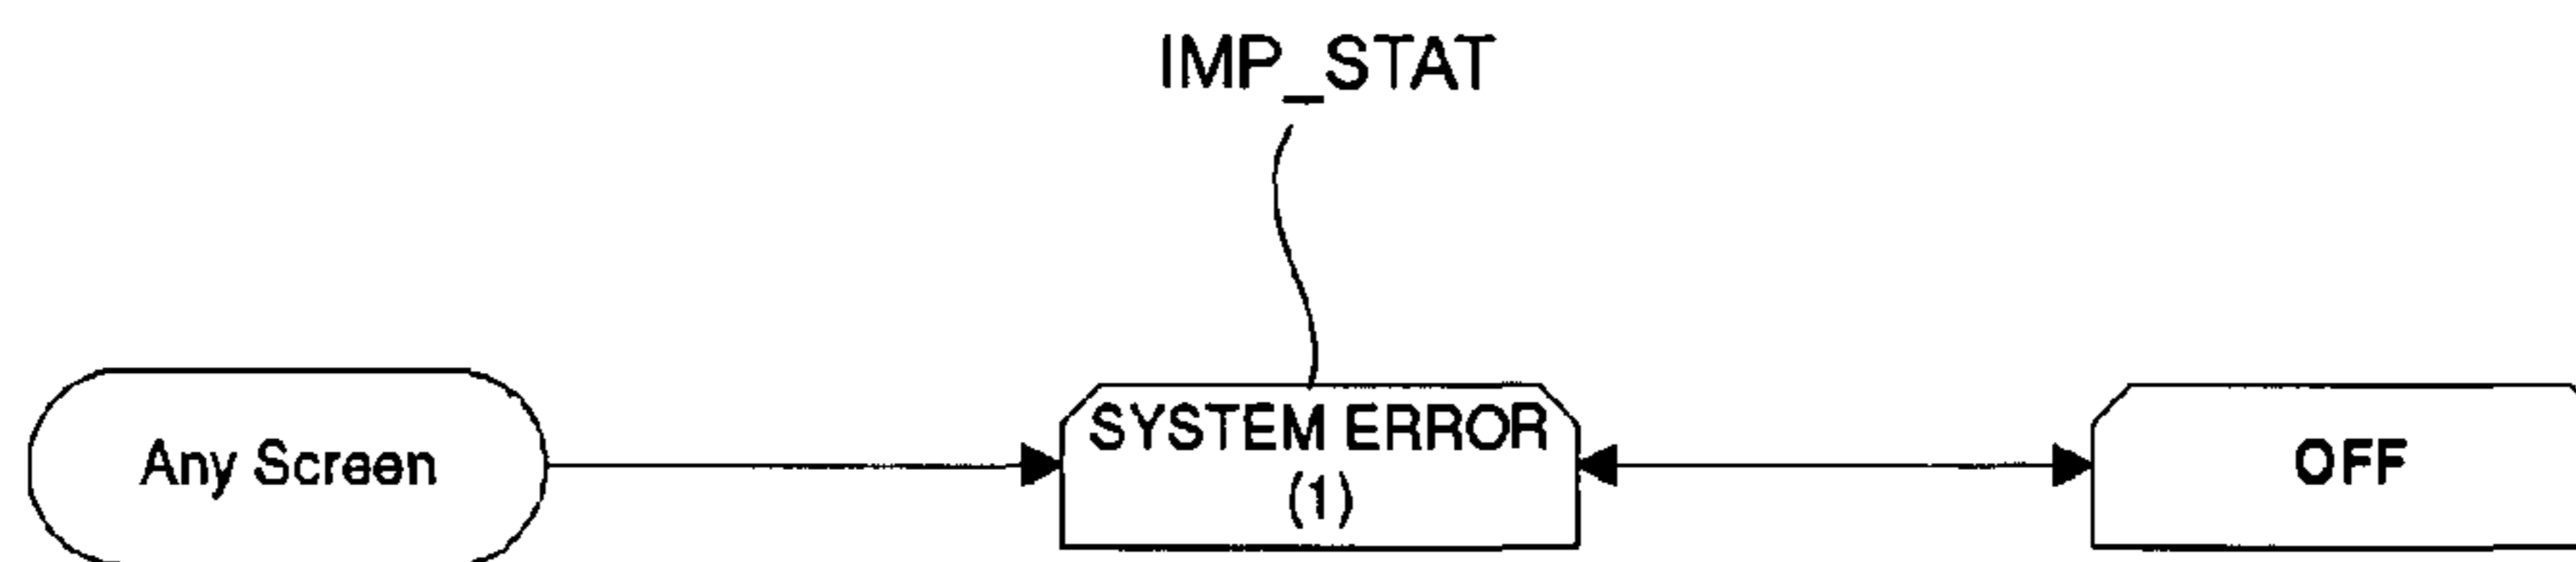 IMP_STAT
Any Screen
SYSTEM ERROR
(1)
OFF